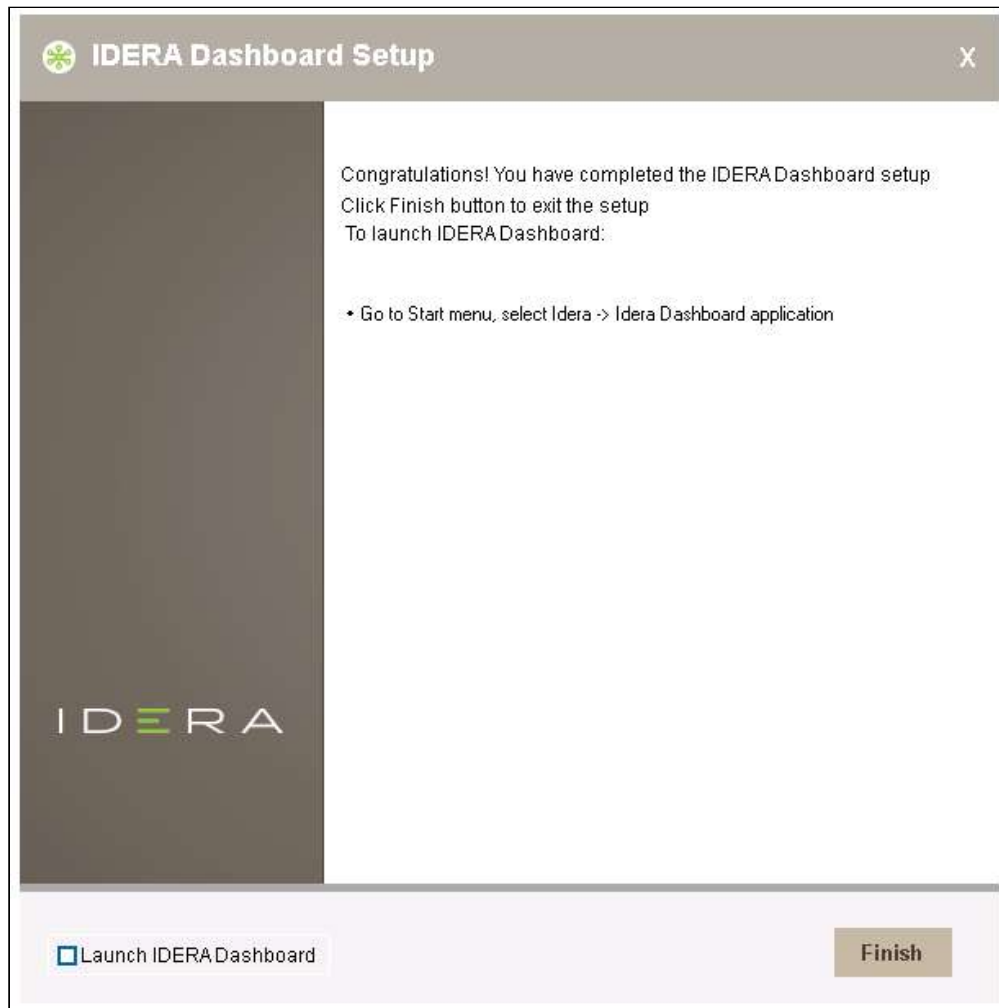 IDERA Dashboard Setup
X
Congratulations! You have completed the IDERA Dashboard setup
Click Finish button to exit the setup
To launch IDERA Dashboard:
• Go to Start menu, select Idera -> Idera Dashboard application
IDERA
Launch IDERA Dashboard
Finish